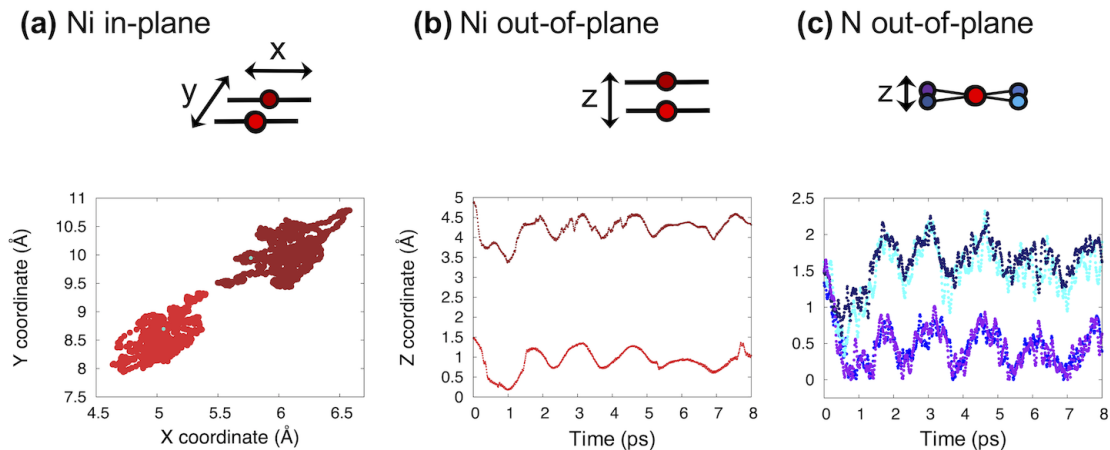 (a) Ni in-plane
(b) Ni out-of-plane
(c) N out-of-plane
x
y
z
z
11
10.5
10
9.5
9
8.5
8
7.5
4.5 5 5.5 6 6.5
Y coordinate (Å)
X coordinate (Å)
5
4.5
4
3.5
3
2.5
2
1.5
1
0.5
0
0 1 2 3 4 5 6 7 8
Z coordinate (Å)
Time (ps)
2.5
2
1.5
1
0.5
0
0 1 2 3 4 5 6 7 8
Time (ps)